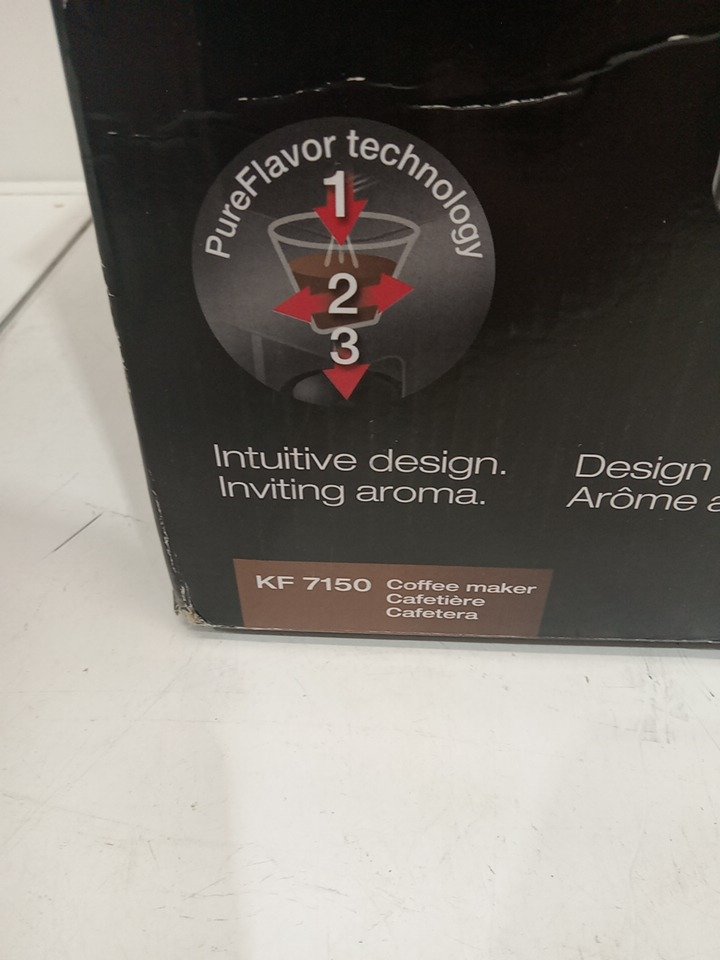 PureFlavor technology
1
2
3
Intuitive design.
Inviting aroma.
Design
Arôme
KF 7150
Coffee maker
Cafetière
Cafetera